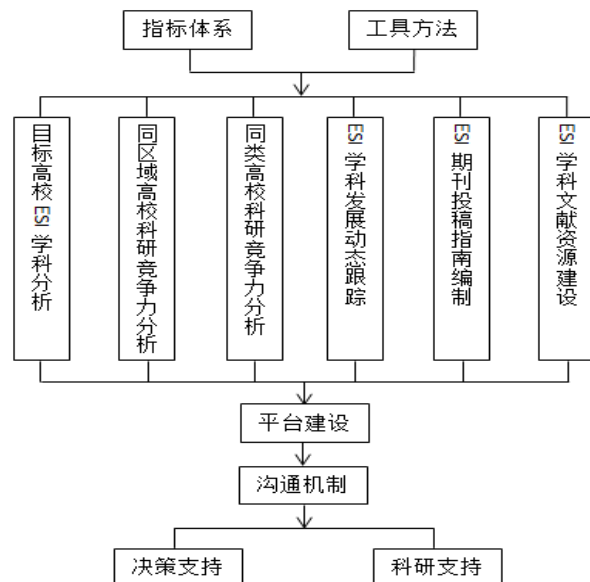 指标体系
工具方法
目标高校ESI学科分析
同区域高校科研竞争力分析
同类高校科研竞争力分析
ESI学科发展动态跟踪
ESI期刊投稿指南编制
ESI学科文献资源建设
平台建设
沟通机制
决策支持
科研支持